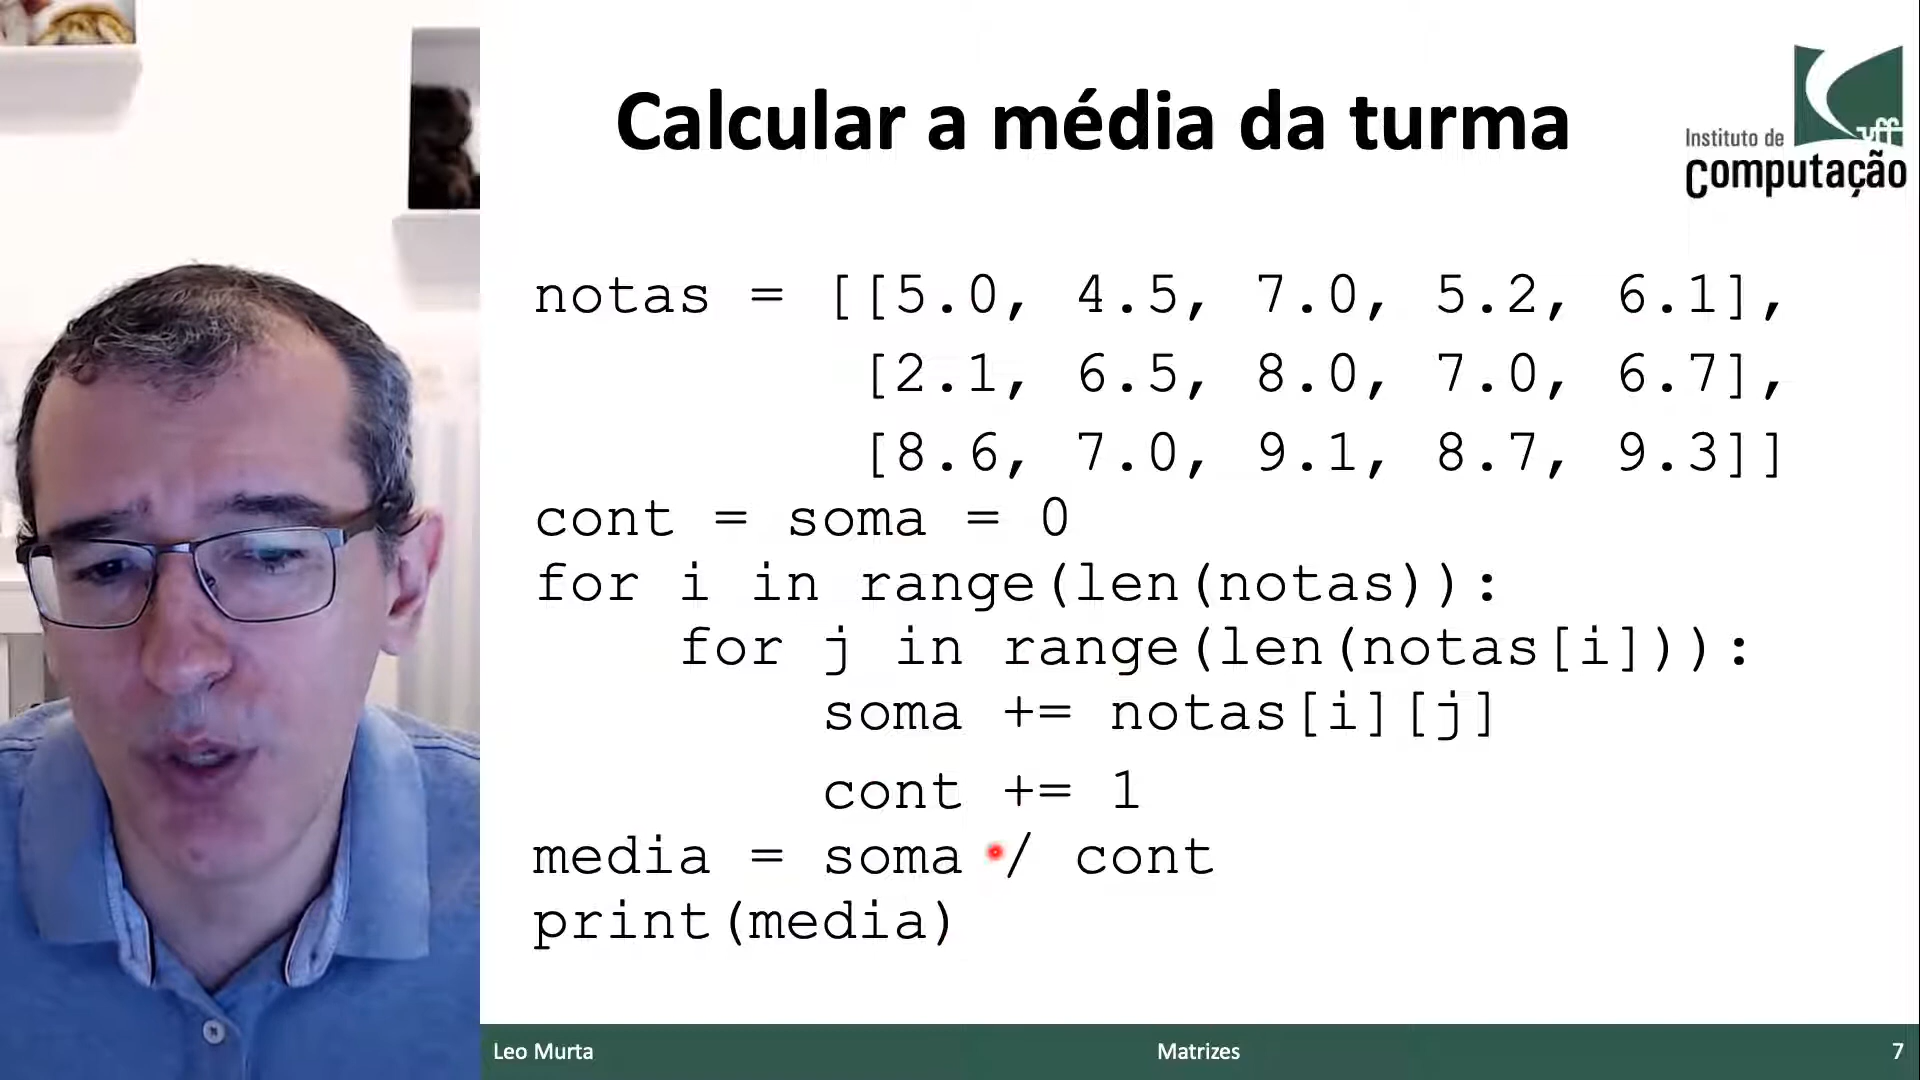 Calcular a média da turma
Instituto de
uff
Computação
notas = [[5.0, 4.5, 7.0, 5.2, 6.1],
[2.1, 6.5, 8.0, 7.0, 6.7],
[8.6, 7.0, 9.1, 8.7, 9.3]]
cont = soma = 0
for i in range(len(notas)):
for j in range(len(notas[i])):
soma += notas[i][j]
cont += 1
media = soma / cont
print(media)
Leo Murta
Matrizes
7